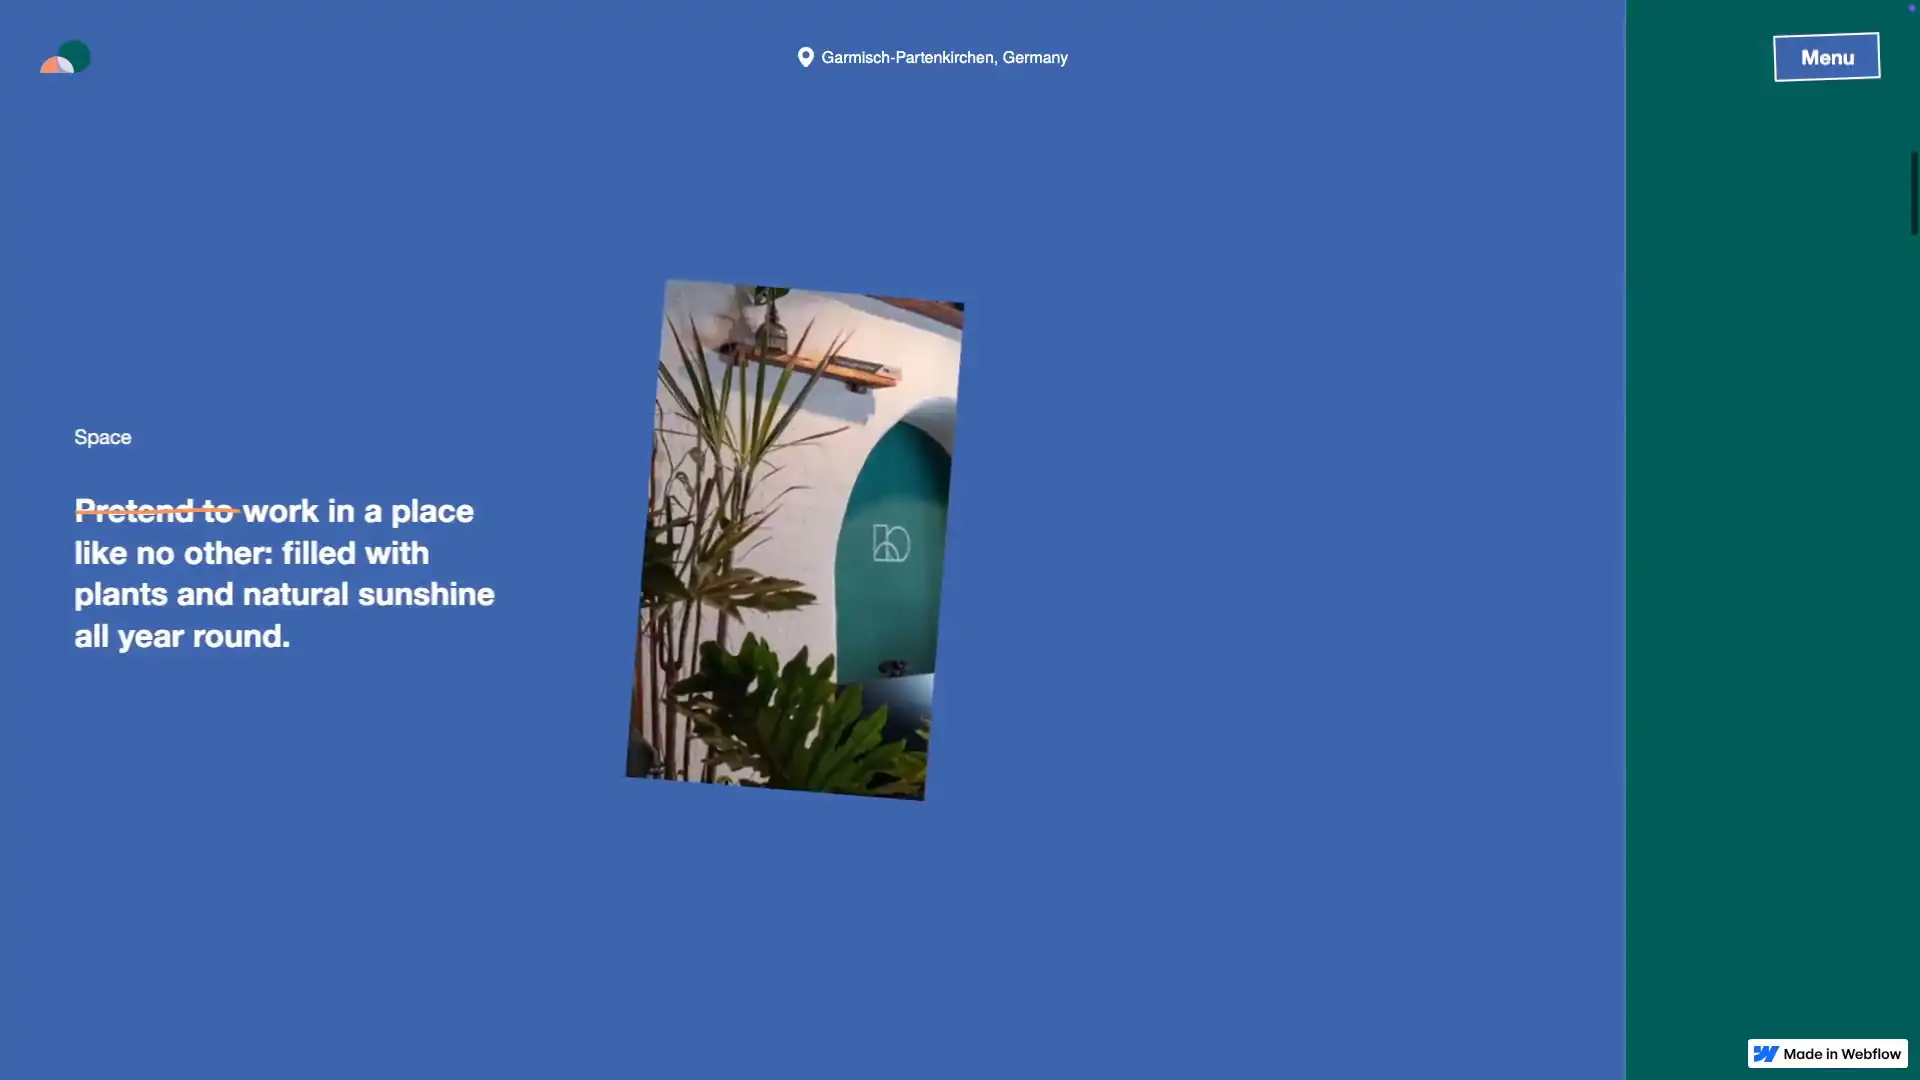 Garmisch-Partenkirchen, Germany
Menu
Space
Pretend to work in a place
like no other: filled with
plants and natural sunshine
all year round.
Made in Webflow